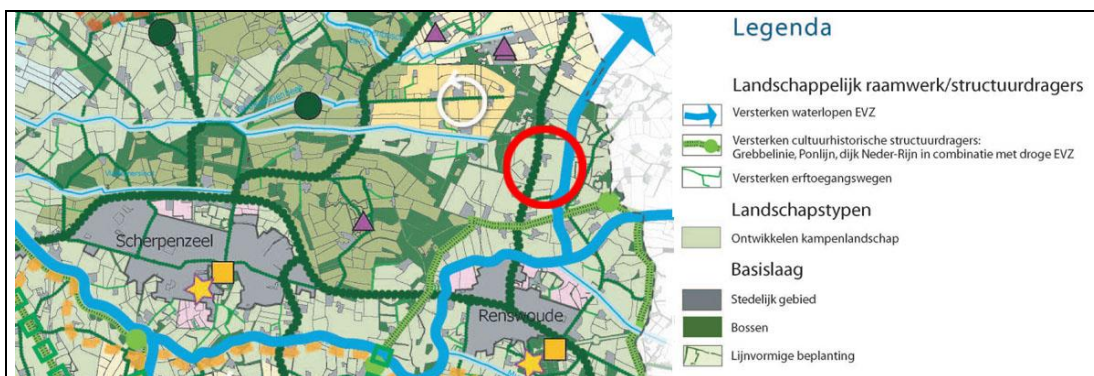 Scherpenzeel
Renswoude
Legenda
Landschappelijk raamwerk/structuurdragers
Versterken waterlopen EVZ
Versterken cultuurhistorische structuurdragers:
Grebbelinie, Ponlijn, dijk Neder-Rijn in combinatie met droge EVZ
Versterken erftoegangswegen
Landschapstypen
Ontwikkelen kampenlandschap
Basislaag
Stedelijk gebied
Bossen
Lijnvormige beplanting